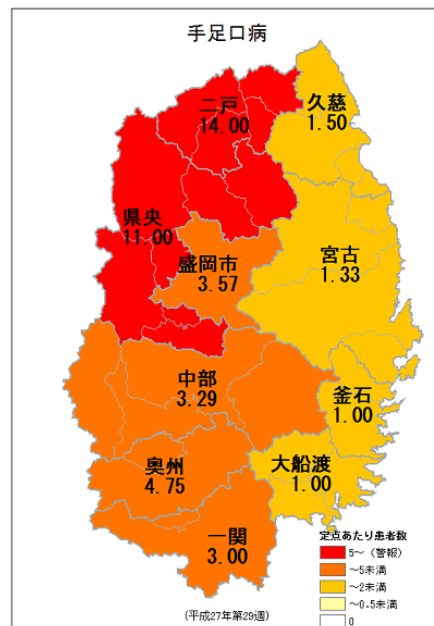 手足口病
二戸
14.00
久慈
1.50
県央
11.00
盛岡市
3.57
宮古
1.33
中部
3.29
釜石
1.00
奥州
4.75
大船渡
1.00
一関
3.00
定点あたり患者数
5～（警報）
～5未満
～2未満
～0.5未満
0
(平成27年第29週)